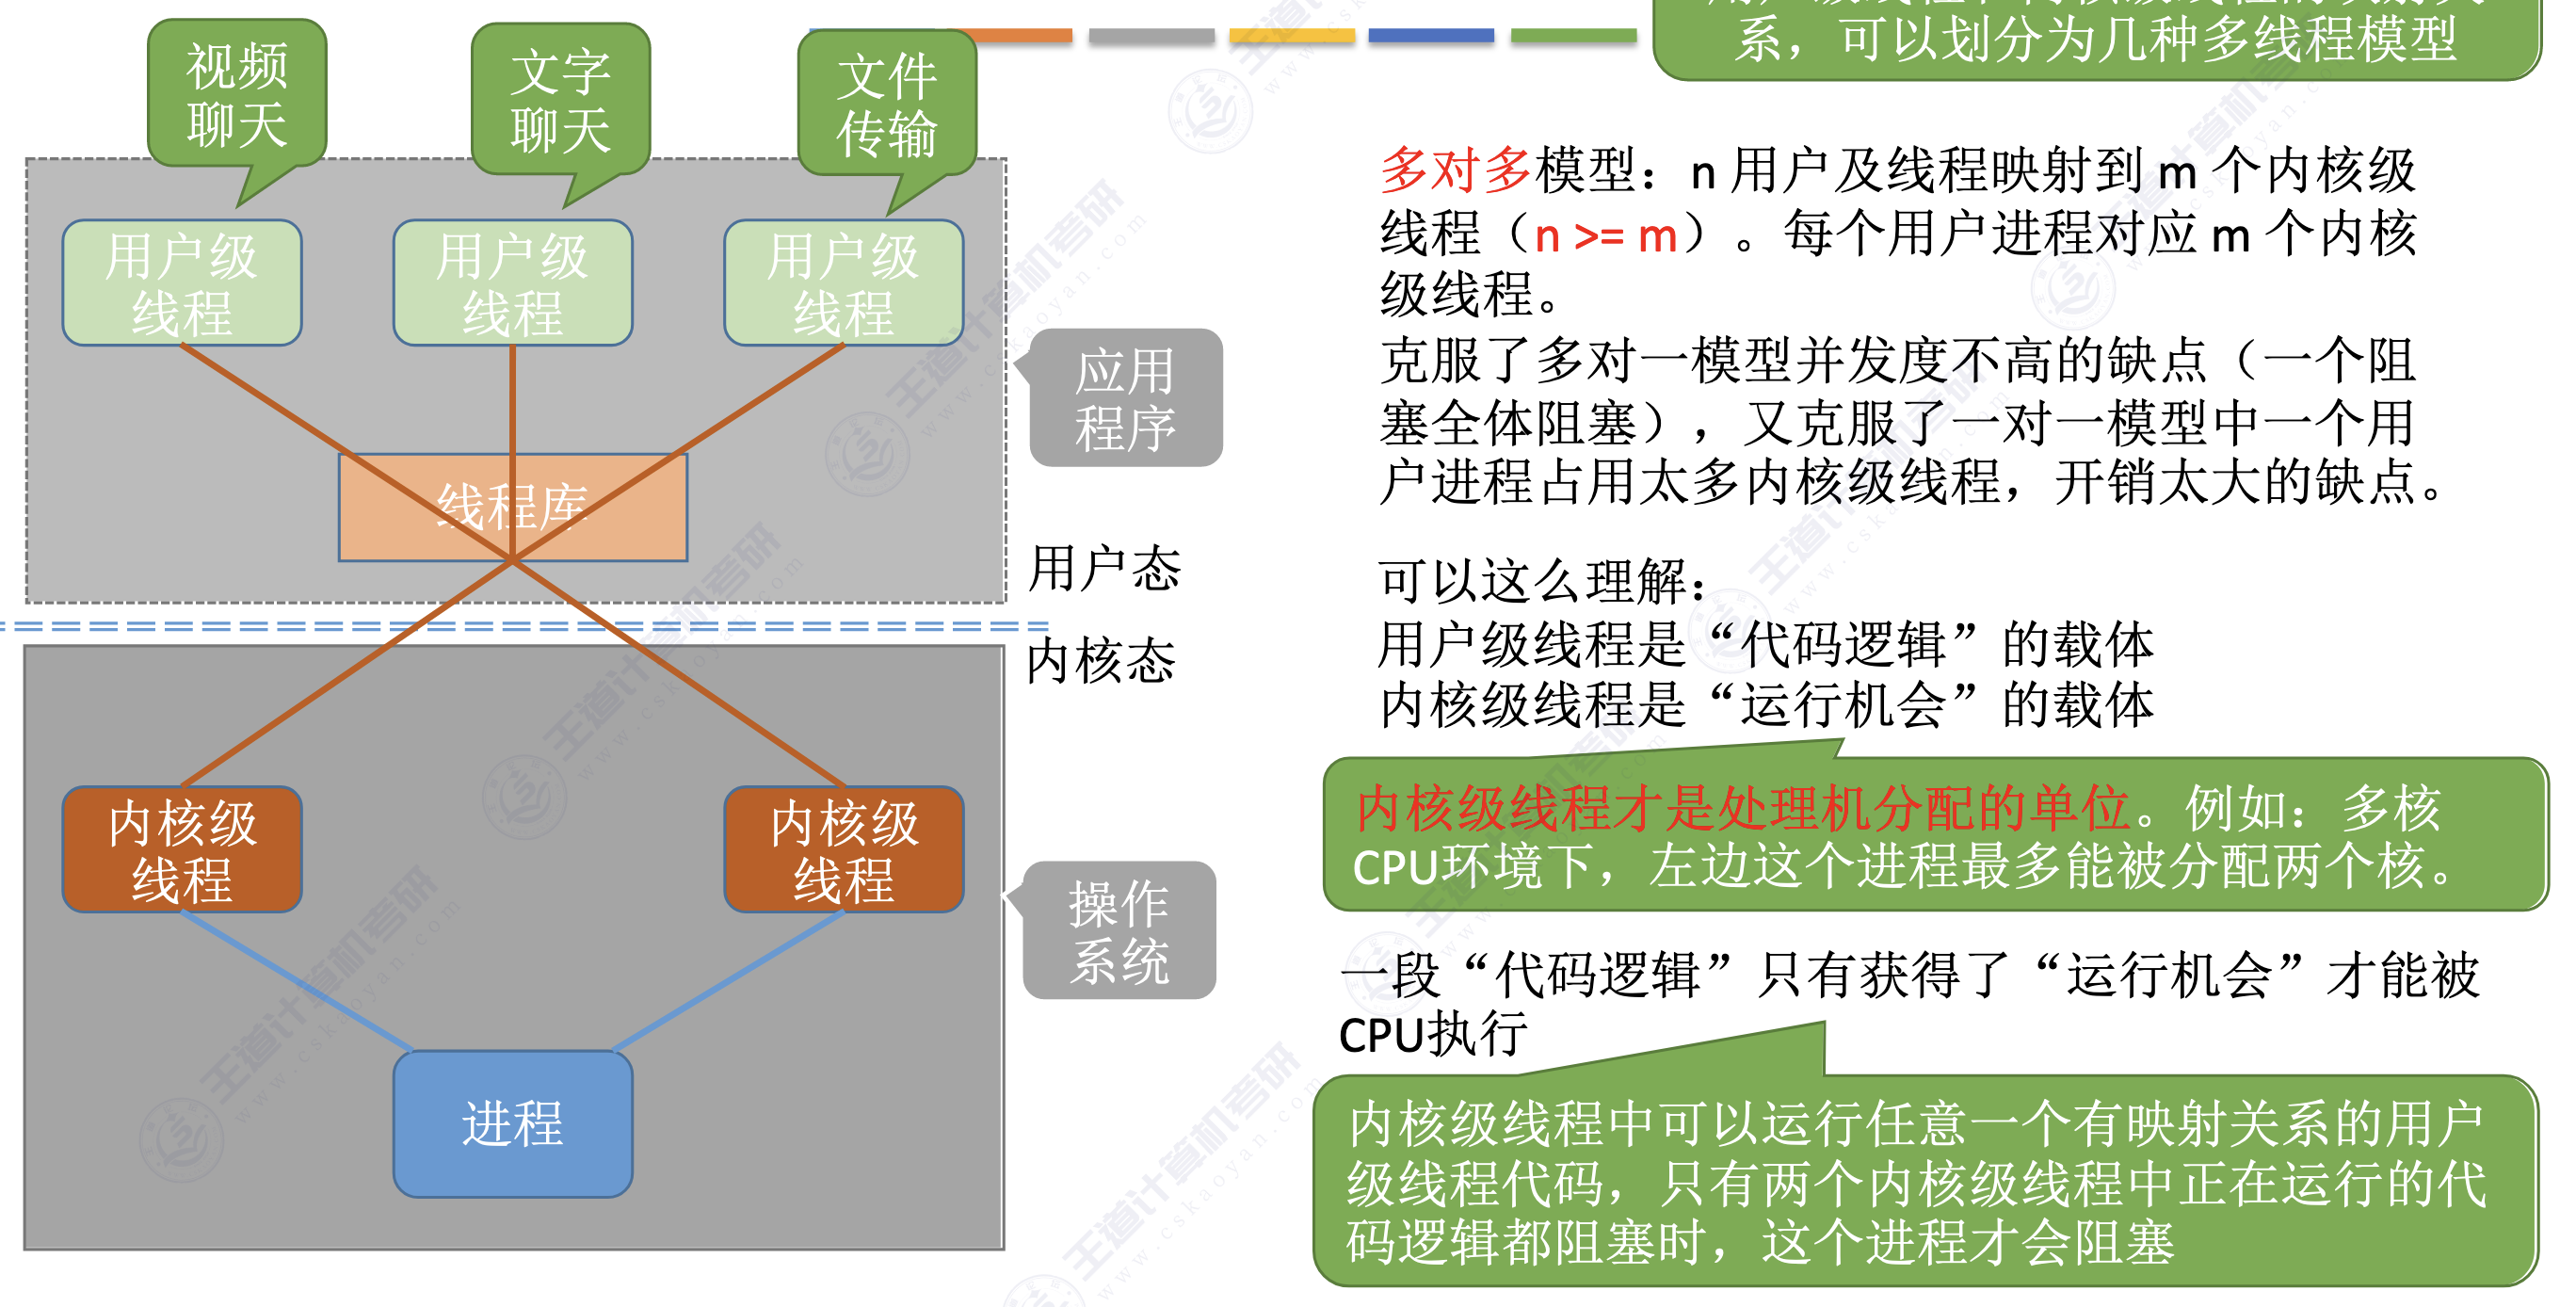 系，可以划分为几种多线程模型
视频
聊天
文字
聊天
文件
传输
用户级
线程
用户级
线程
用户级
线程
线程库
应用
程序
用户态
内核态
内核级
线程
内核级
线程
操作
系统
进程
多对多模型：n 用户及线程映射到 m 个内核级
线程（n >= m）。每个用户进程对应 m 个内核
级线程。
克服了多对一模型并发度不高的缺点（一个阻
塞全体阻塞），又克服了一对一模型中一个用
户进程占用太多内核级线程，开销太大的缺点。
可以这么理解：
用户级线程是“代码逻辑”的载体
内核级线程是“运行机会”的载体
内核级线程才是处理机分配的单位。例如：多核
CPU环境下，左边这个进程最多能被分配两个核。
一段“代码逻辑”只有获得了“运行机会”才能被
CPU执行
内核级线程中可以运行任意一个有映射关系的用户
级线程代码，只有两个内核级线程中正在运行的代
码逻辑都阻塞时，这个进程才会阻塞
王道计算机考研
www.cskaoyan.com